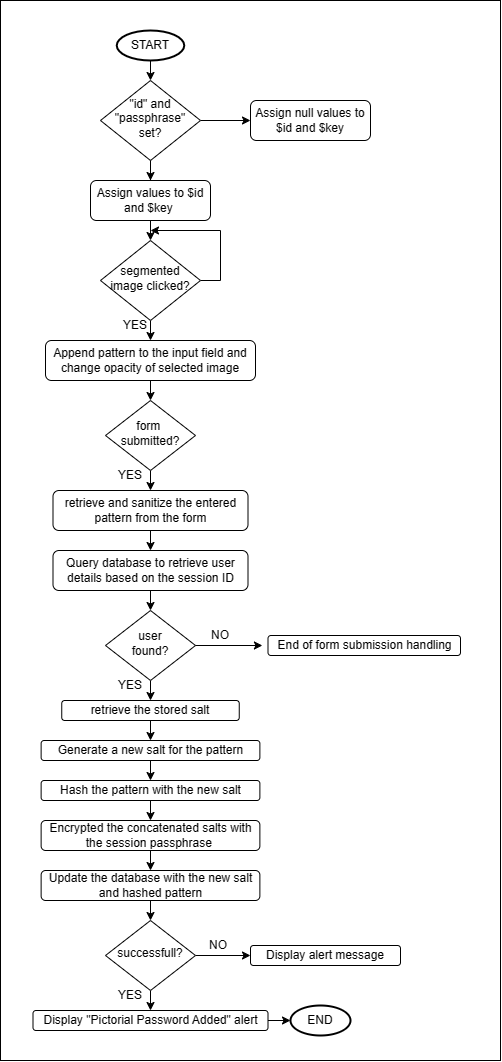 START
"id" and
"passphrase"
set?
Assign null values to
$id and $key
Assign values to $id
and $key
segmented
image clicked?
YES
Append pattern to the input field and
change opacity of selected image
form
submitted?
YES
retrieve and sanitize the entered
pattern from the form
Query database to retrieve user
details based on the session ID
user
found?
NO
End of form submission handling
YES
retrieve the stored salt
Generate a new salt for the pattern
Hash the pattern with the new salt
Encrypted the concatenated salts with
the session passphrase
Update the database with the new salt
and hashed pattern
successfull?
NO
Display alert message
YES
Display "Pictorial Password Added" alert
END